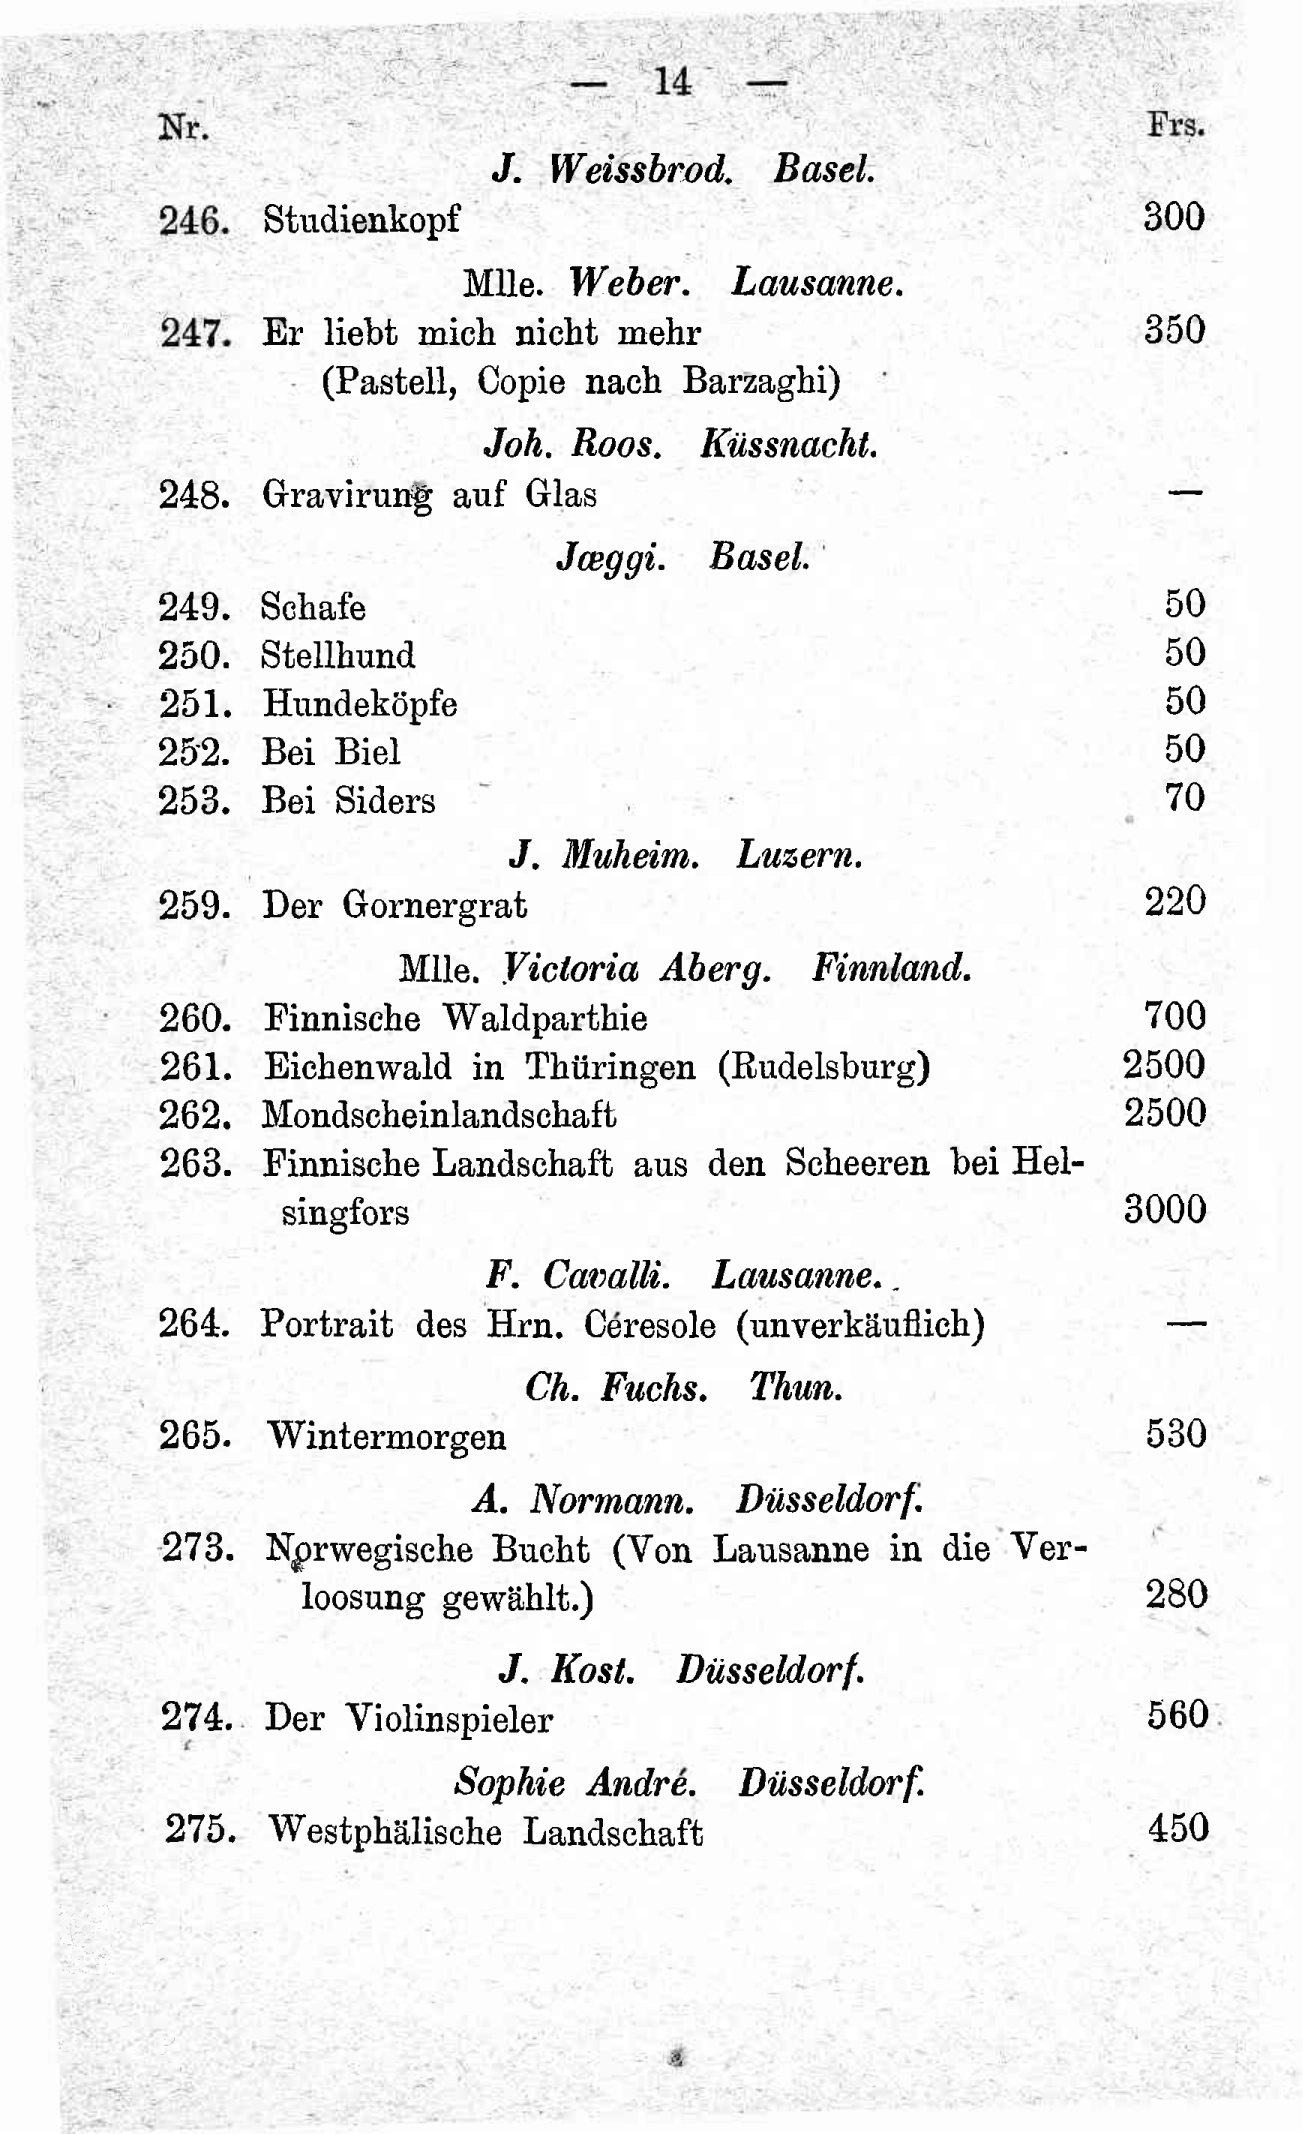 — 14 —
Nr. Frs.
J. Weissbrod. Basel.
246. Studienkopf 300
Mlle. Weber. Lausanne.
247. Er liebt mich nicht mehr 350
(Pastell, Copie nach Barzaghi)
Joh. Roos. Küssnacht.
248. Gravirung auf Glas —
Jæggi. Basel.
249. Schafe 50
250. Stellhund 50
251. Hundeköpfe 50
252. Bei Biel 50
253. Bei Siders 70
J. Muheim. Luzern.
259. Der Gornergrat 220
Mlle. Victoria Aberg. Finnland.
260. Finnische Waldparthie 700
261. Eichenwald in Thüringen (Rudelsburg) 2500
262. Mondscheinlandschaft 2500
263. Finnische Landschaft aus den Scheeren bei Hel-
singfors 3000
F. Cavalli. Lausanne.
264. Portrait des Hrn. Céresole (unverkäuflich) —
Ch. Fuchs. Thun.
265. Wintermorgen 530
A. Normann. Düsseldorf.
273. Norwegische Bucht (Von Lausanne in die Ver-
loosung gewählt.) 280
J. Kost. Düsseldorf.
274. Der Violinspieler 560
Sophie André. Düsseldorf.
275. Westphälische Landschaft 450